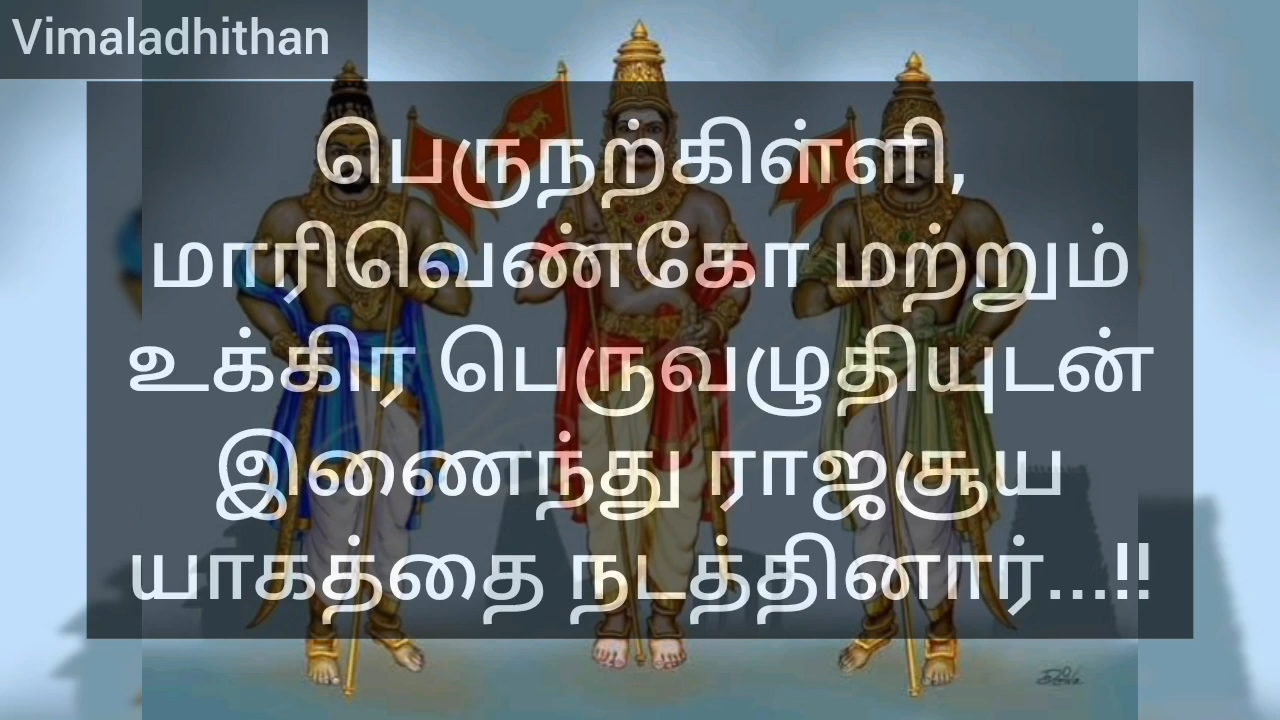 Vimaladhithan
பெருநற்கிள்ளி,
மாரிவெண்கோ மற்றும்
உக்கிர பெருவழுதியுடன்
இணைந்து ராஜசூய
யாகத்தை நடத்தினார்...!!